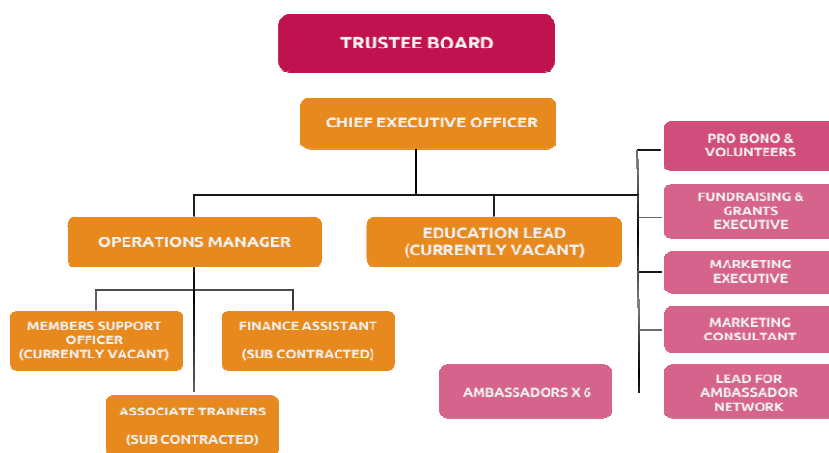 TRUSTEE BOARD
CHIEF EXECUTIVE OFFICER
PRO BONO &
VOLUNTEERS
FUNDRAISING &
GRANTS
EXECUTIVE
OPERATIONS MANAGER
EDUCATION LEAD
(CURRENTLY VACANT)
MARKETING
EXECUTIVE
MEMBERS SUPPORT
OFFICER
(CURRENTLY VACANT)
FINANCE ASSISTANT
(SUB CONTRACTED)
MARKETING
CONSULTANT
AMBASSADORS X 6
LEAD FOR
AMBASSADOR
NETWORK
ASSOCIATE TRAINERS
(SUB CONTRACTED)